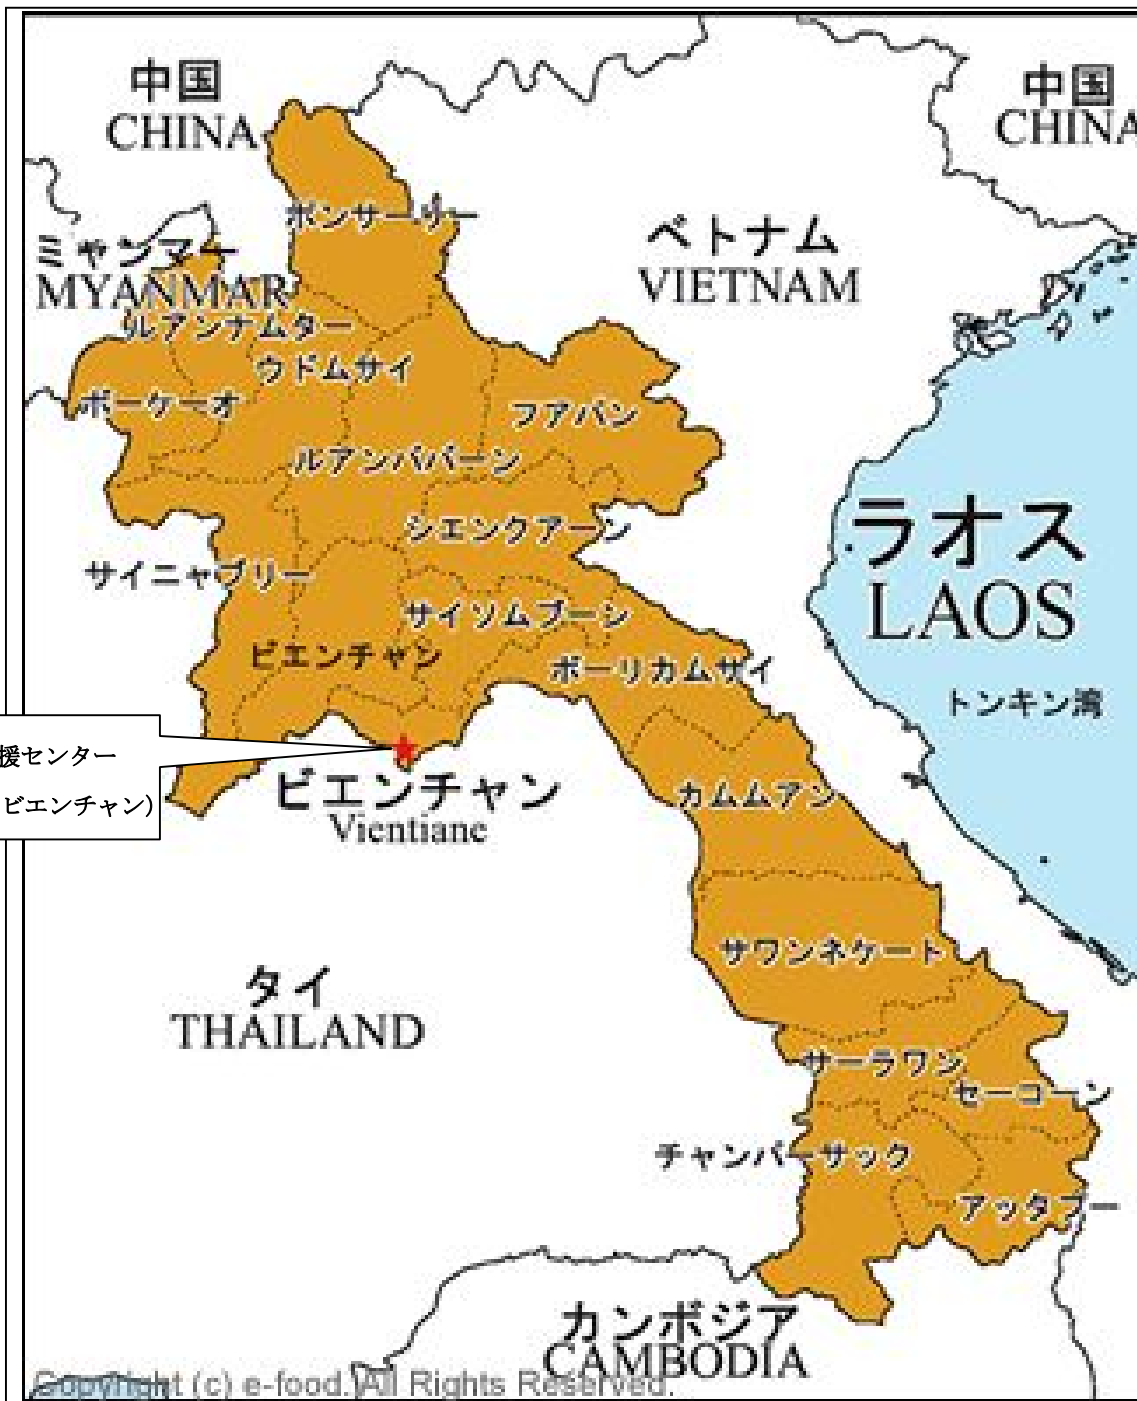 中国
CHINA
中国
CHINA
ポンサーリー
ベトナム
VIETNAM
ミャンマー
MYANMAR
ルアンナムター
ウドムサイ
ボーケーオ
フアパン
ルアンパバーン
ラオス
LAOS
シエンクアーン
サイニャブリー
サイソムブーン
ビエンチャン
ボーリカムサイ
トンキン湾
援センター
ビエンチャン)
ビエンチャン
Vientiane
カムムアン
サワンネケート
タイ
THAILAND
サーラワン
セーコーン
チャンパーサック
アッタプー
カンボジア
CAMBODIA
Copyright (c) e-food. All Rights Reserved.